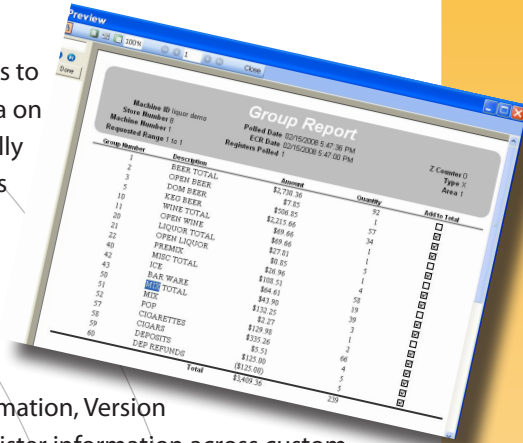 Preview
100%
1
Close
Done
Group Report
Machine ID liquor demo
Store Number 8
Machine Number 1
Requested Range 1 to 1
Polled Date 02/15/2008 5:47:36 PM
ECR Date 02/15/2008 5:47:00 PM
Registers Polled 1
Z Counter 0
Type X
Area 1
Group Number Description Amount Quantity Add to Total
1 BEER TOTAL $2,730.36 92
2 OPEN BEER $7.85 1
3 DOM BEER $506.85 57
5 KEG BEER $2,215.66 34
10 WINE TOTAL $69.66 1
11 OPEN WINE $69.66 1
20 LIQUOR TOTAL $27.81 5
21 OPEN LIQUOR $0.85 1
22 PREMIX $26.96 4
40 MISC TOTAL $108.51 58
42 ICE $64.61 19
43 BAR WARE $43.90 39
50 MIX TOTAL $132.25 3
51 MIX $2.27 1
52 POP $129.98 2
57 CIGARETTES $335.26 66
58 CIGARS $5.51 4
59 DEPOSITS $125.00 5
60 DEP REFUNDS ($125.00) 5
Total $3,409.36 239
s to
a on
lly
s
rmation, Version
ister information across custom